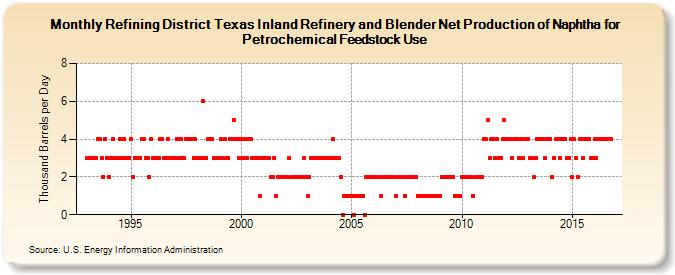 Monthly Refining District Texas Inland Refinery and Blender Net Production of Naphtha for
Petrochemical Feedstock Use
Thousand Barrels per Day
8
6
4
2
0
1995
2000
2005
2010
2015
Source: U.S. Energy Information Administration